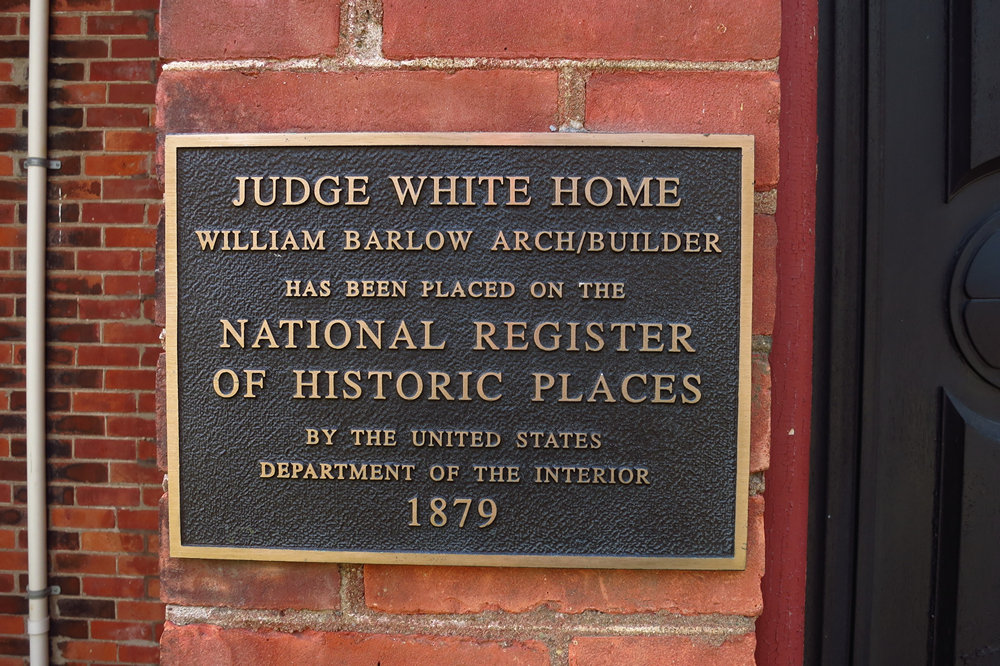 JUDGE WHITE HOME
WILLIAM BARLOW ARCH/BUILDER
HAS BEEN PLACED ON THE
NATIONAL REGISTER
OF HISTORIC PLACES
BY THE UNITED STATES
DEPARTMENT OF THE INTERIOR
1879